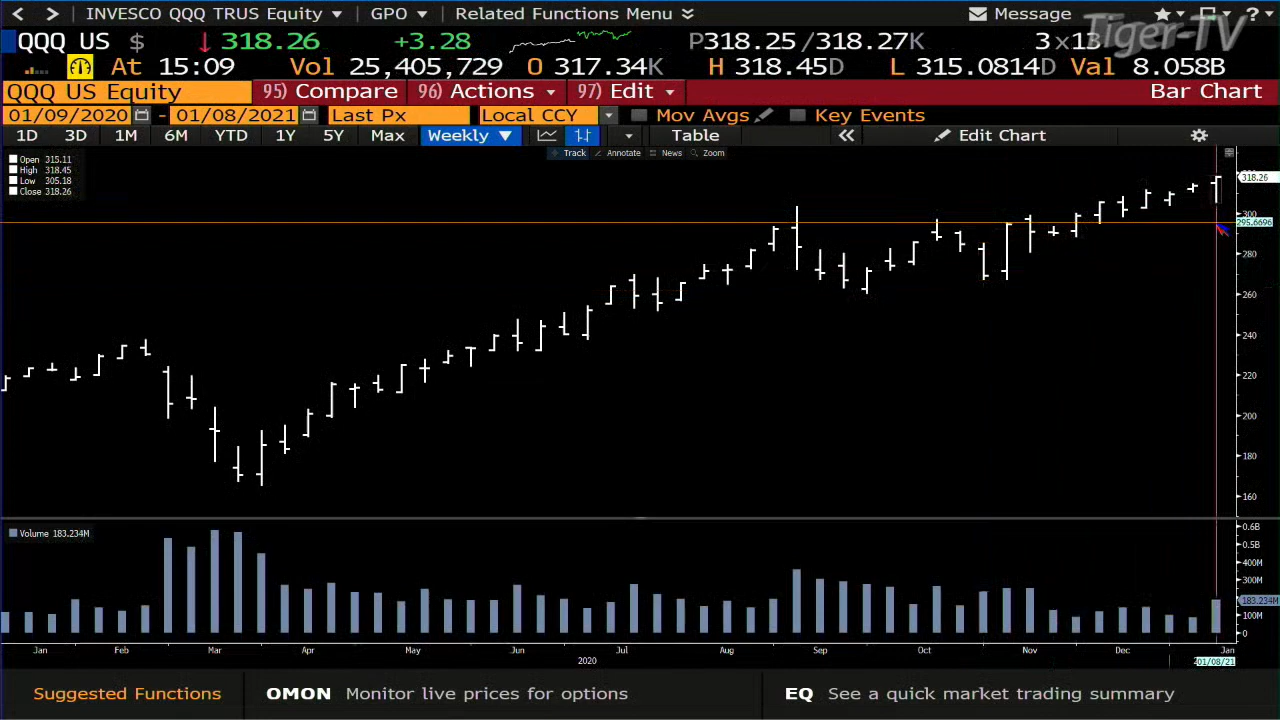 < > INVESCO QQQ TRUS Equity ▼ GPO ▼ Related Functions Menu Message ?
Tiger-TV
QQQ US $ ↓ 318.26 +3.28 P318.25 /318.27K
At 15:09 Vol 25,405,729 O 317.34K H 318.45D L 315.0814D Val 8.058B
QQQ US Equity 95) Compare 96) Actions 97) Edit Bar Chart
01/09/2020 - 01/08/2021 Last Px Local CCY Mov Avgs Key Events
1D 3D 1M 6M YTD 1Y 5Y Max Weekly ▼ Table « Edit Chart
Track Annotate News Zoom
Open 315.11
High 318.45
Low 305.18
Close 318.26
318.26
300
295.6696
280
260
240
220
200
180
160
Volume 183.234M
0.6B
0.5B
400M
300M
183.234M
100M
0
Jan Feb Mar Apr May Jun Jul Aug Sep Oct Nov Dec Jan
2020 01/08/21
Suggested Functions OMON Monitor live prices for options EQ See a quick market trading summary